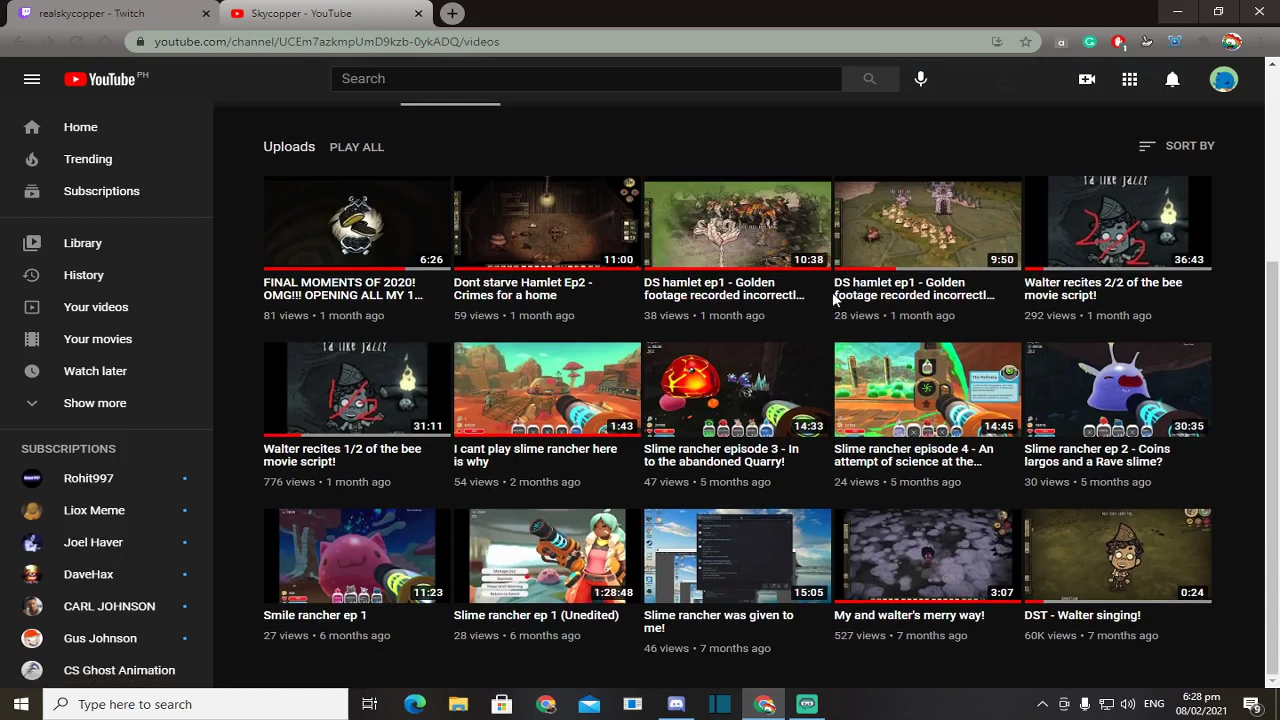 realskycopper - Twitch
Skycopper - YouTube
youtube.com/channel/UCEm7azkmpUmD9kzb-0ykADQ/videos
YouTube PH
Search
Home
Trending
Subscriptions
Library
History
Your videos
Your movies
Watch later
Show more
SUBSCRIPTIONS
Rohit997
Liox Meme
Joel Haver
DaveHax
CARL JOHNSON
Gus Johnson
CS Ghost Animation
Uploads PLAY ALL
SORT BY
6:26
FINAL MOMENTS OF 2020!
OMG!!! OPENING ALL MY 1...
81 views • 1 month ago
11:00
Dont starve Hamlet Ep2 -
Crimes for a home
59 views • 1 month ago
10:38
DS hamlet ep1 - Golden
footage recorded incorrectl...
38 views • 1 month ago
9:50
DS hamlet ep1 - Golden
footage recorded incorrectl...
28 views • 1 month ago
I'd like jazz!
2/2
36:43
Walter recites 2/2 of the bee
movie script!
292 views • 1 month ago
I'd like jazz!
31:11
Walter recites 1/2 of the bee
movie script!
776 views • 1 month ago
1:43
I cant play slime rancher here
is why
54 views • 2 months ago
14:33
Slime rancher episode 3 - In
to the abandoned Quarry!
47 views • 5 months ago
14:45
Slime rancher episode 4 - An
attempt of science at the...
24 views • 5 months ago
30:35
Slime rancher ep 2 - Coins
largos and a Rave slime?
30 views • 5 months ago
11:23
Smile rancher ep 1
27 views • 6 months ago
1:28:48
Slime rancher ep 1 (Unedited)
28 views • 6 months ago
15:05
Slime rancher was given to
me!
46 views • 7 months ago
3:07
My and walter's merry way!
527 views • 7 months ago
0:24
DST - Walter singing!
60K views • 7 months ago
Type here to search
6:28 pm
08/02/2021